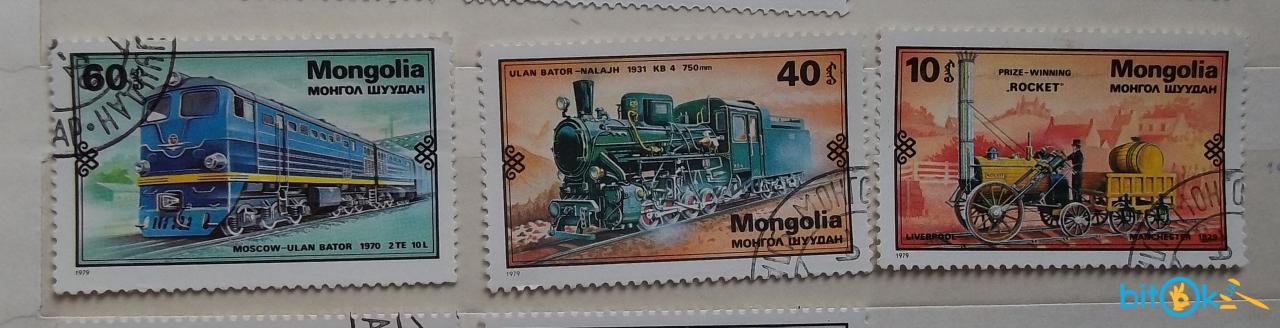 60
Mongolia
МОНГОЛ ШУУДАН
MOSCOW-ULAN BATOR 1970 2TE 10L
1979
ULAN BATOR-NALAJH 1931 KB 4 750mm
40
Mongolia
МОНГОЛ ШУУДАН
1979
10
PRIZE-WINNING
„ROCKET"
Mongolia
МОНГОЛ ШУУДАН
LIVERPOOL MANCHESTER 1829
1979
bitOk